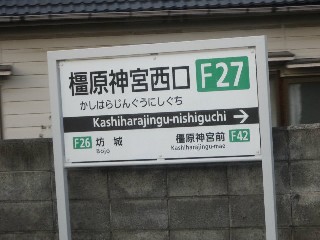 橿原神宮西口 F27
かしはらじんぐうにしぐち
Kashiharajingu-nishiguchi →
F26 坊城 橿原神宮前 F42
Bōjō Kashiharajingu-mae